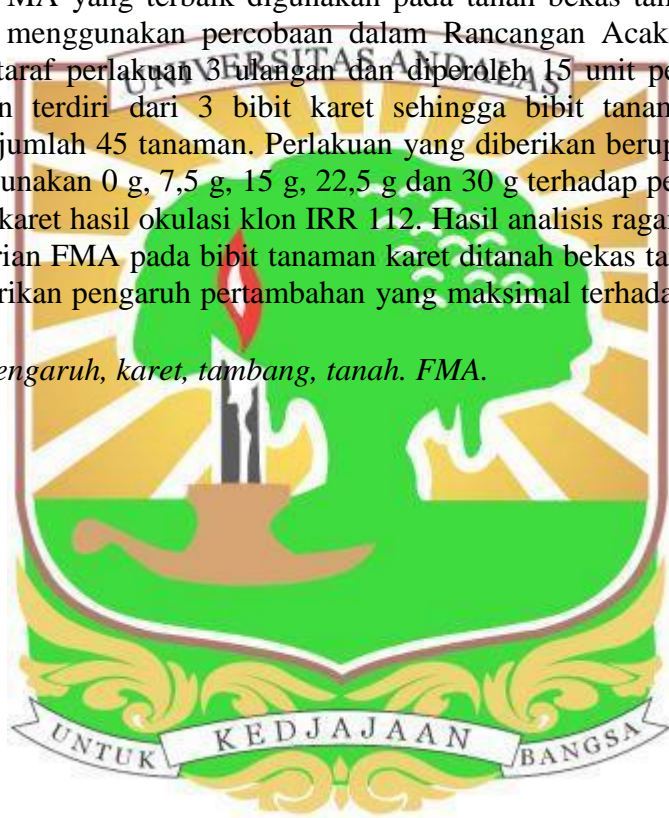 MA yang terbaik digunakan pada tanah bekas tan
menggunakan percobaan dalam Rancangan Acak
taraf perlakuan 3 ulangan dan diperoleh 15 unit pe
UNIVERSITAS ANDALAS
n terdiri dari 3 bibit karet sehingga bibit tanam
jumlah 45 tanaman. Perlakuan yang diberikan berup
unakan 0 g, 7,5 g, 15 g, 22,5 g dan 30 g terhadap pe
karet hasil okulasi klon IRR 112. Hasil analisis raga
rian FMA pada bibit tanaman karet ditanah bekas ta
rikan pengaruh pertambahan yang maksimal terhada
engaruh, karet, tambang, tanah. FMA.
UNTUK KEDJAJAAN BANGSA